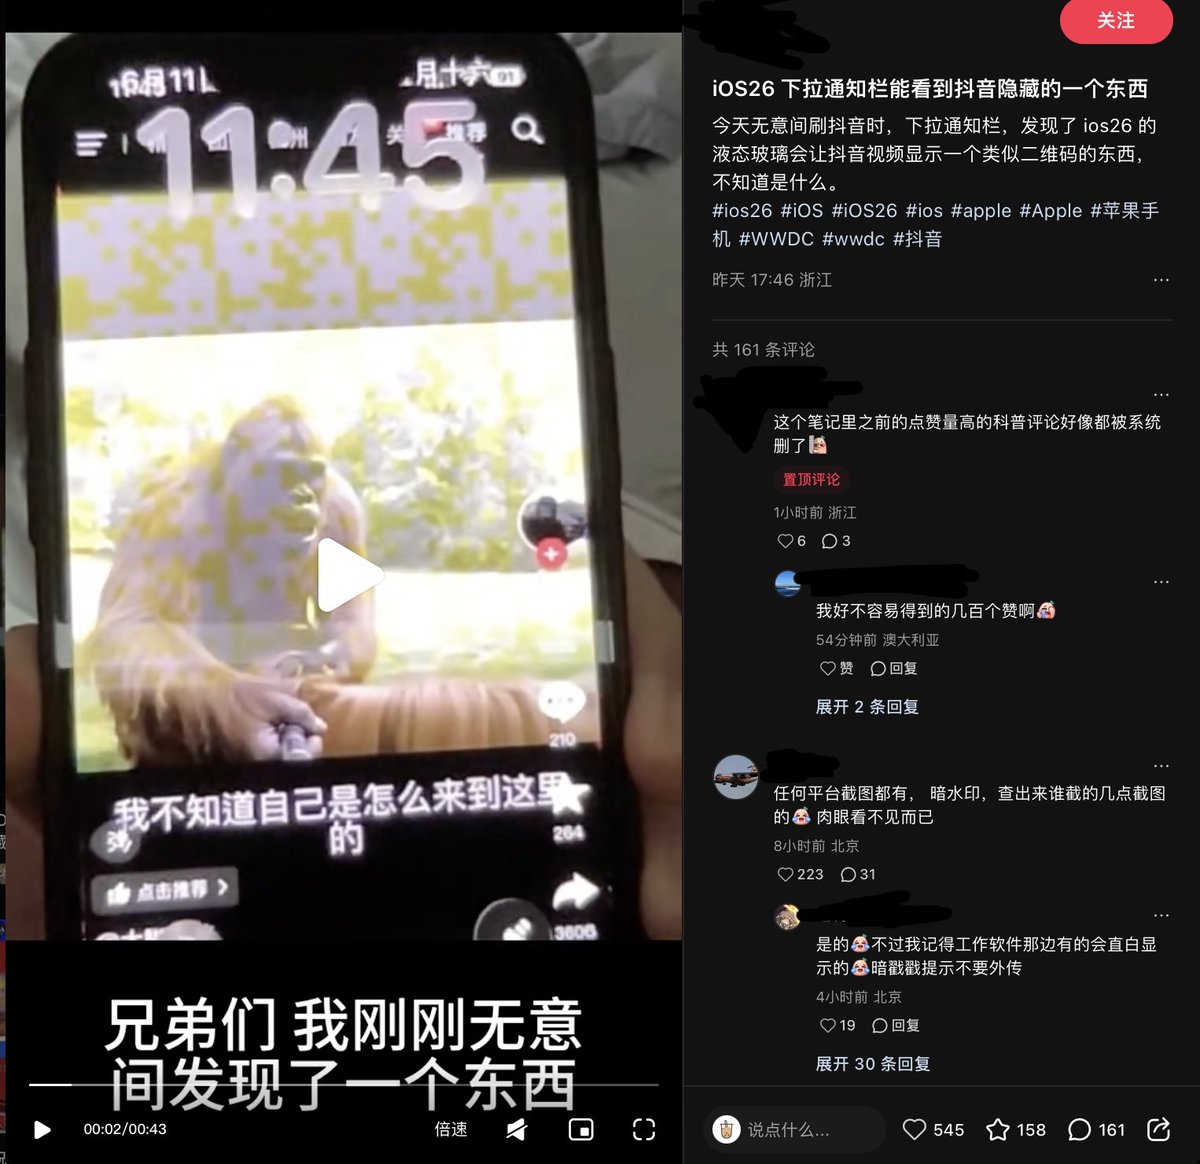 6月11
11:45
91
推荐
我不知道自己是怎么来到这里
的
210
264
点击推荐
兄弟们 我刚刚无意
间发现了一个东西
00:02/00:43
倍速
关注
iOS26 下拉通知栏能看到抖音隐藏的一个东西
今天无意间刷抖音时，下拉通知栏，发现了 ios26 的
液态玻璃会让抖音视频显示一个类似二维码的东西，
不知道是什么。
#ios26 #iOS #iOS26 #ios #apple #Apple #苹果手
机 #WWDC #wwdc #抖音
昨天 17:46 浙江
共 161 条评论
这个笔记里之前的点赞量高的科普评论好像都被系统
删了
置顶评论
1小时前 浙江
6 3
我好不容易得到的几百个赞啊
54分钟前 澳大利亚
赞 回复
展开 2 条回复
任何平台截图都有， 暗水印，查出来谁截的几点截图
的 肉眼看不见而已
8小时前 北京
223 31
是的 不过我记得工作软件那边有的会直白显
示的 暗戳戳提示不要外传
4小时前 北京
19 回复
展开 30 条回复
说点什么...
545 158 161